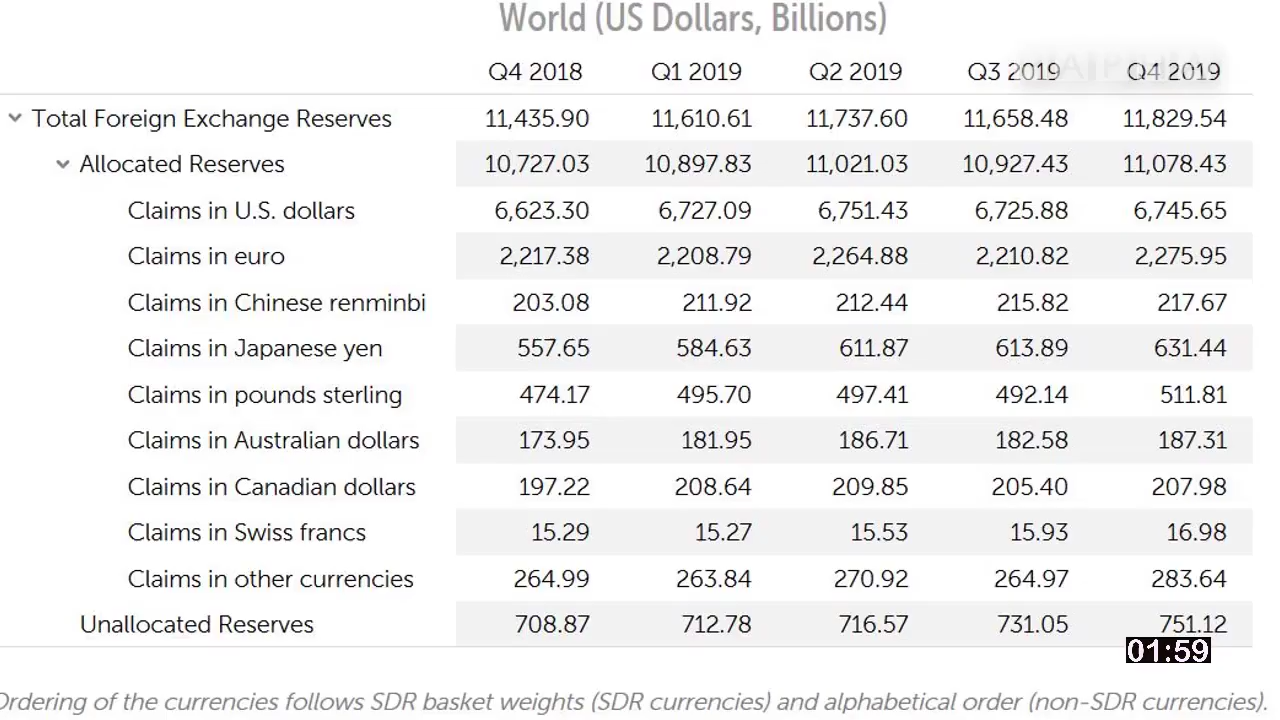 World (US Dollars, Billions)
Q4 2018 Q1 2019 Q2 2019 Q3 2019 Q4 2019
Total Foreign Exchange Reserves 11,435.90 11,610.61 11,737.60 11,658.48 11,829.54
Allocated Reserves 10,727.03 10,897.83 11,021.03 10,927.43 11,078.43
Claims in U.S. dollars 6,623.30 6,727.09 6,751.43 6,725.88 6,745.65
Claims in euro 2,217.38 2,208.79 2,264.88 2,210.82 2,275.95
Claims in Chinese renminbi 203.08 211.92 212.44 215.82 217.67
Claims in Japanese yen 557.65 584.63 611.87 613.89 631.44
Claims in pounds sterling 474.17 495.70 497.41 492.14 511.81
Claims in Australian dollars 173.95 181.95 186.71 182.58 187.31
Claims in Canadian dollars 197.22 208.64 209.85 205.40 207.98
Claims in Swiss francs 15.29 15.27 15.53 15.93 16.98
Claims in other currencies 264.99 263.84 270.92 264.97 283.64
Unallocated Reserves 708.87 712.78 716.57 731.05 751.12
01:59
Ordering of the currencies follows SDR basket weights (SDR currencies) and alphabetical order (non-SDR currencies).